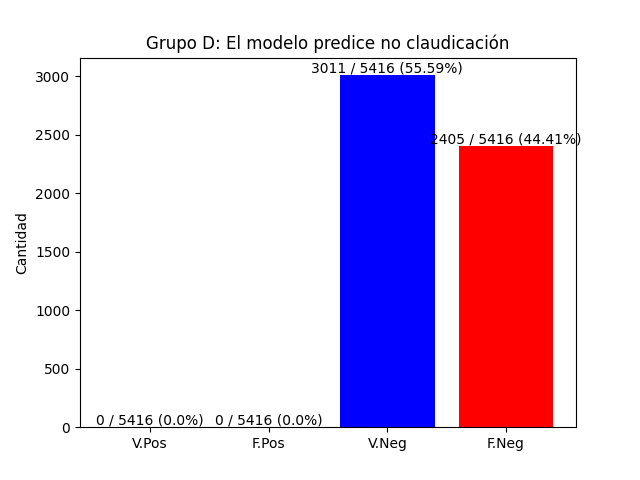 Grupo D: El modelo predice no claudicación
3011 / 5416 (55.59%)
2405 / 5416 (44.41%)
0 / 5416 (0.0%)
0 / 5416 (0.0%)
Cantidad
3000
2500
2000
1500
1000
500
0
V.Pos
F.Pos
V.Neg
F.Neg